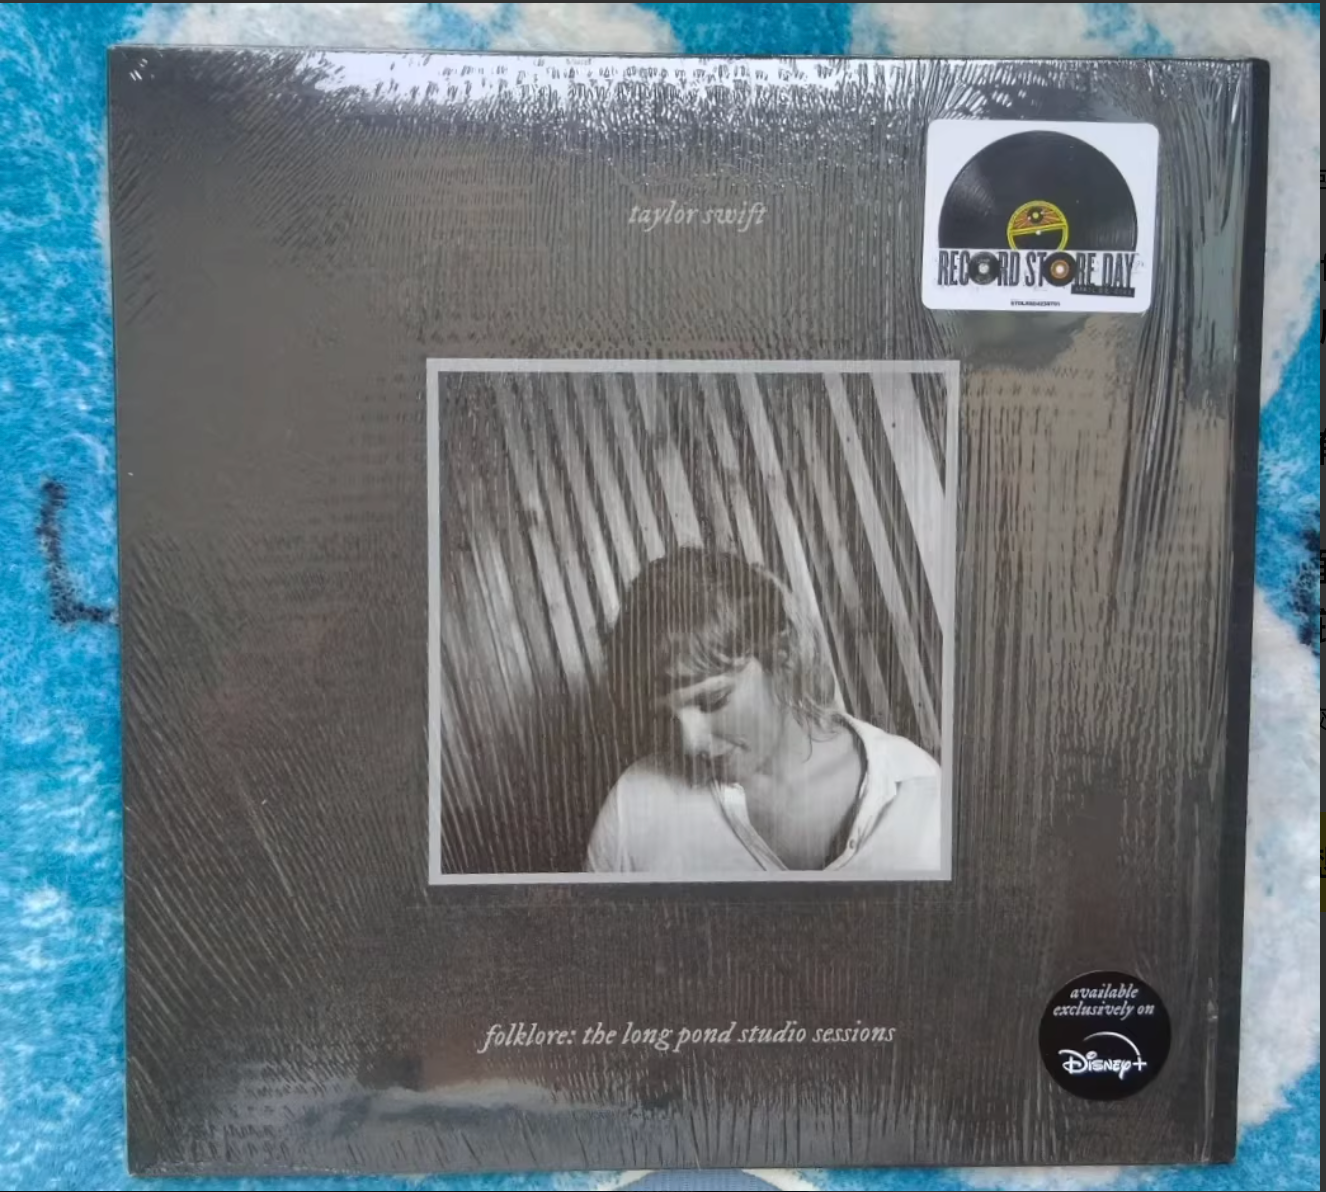 taylor swift
RECORD STORE DAY
folklore: the long pond studio sessions
available
exclusively on
Disney+